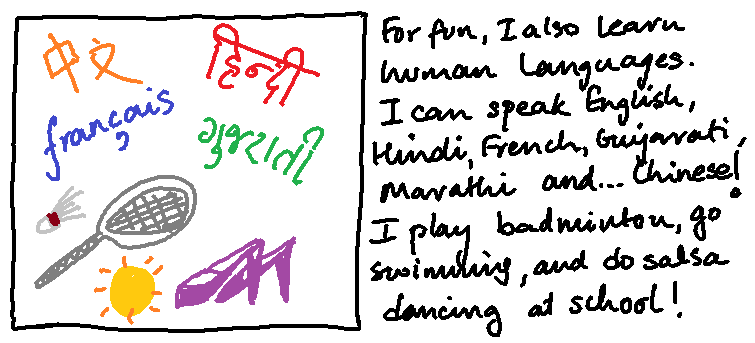 中文
हिन्दी
français
ગુજરાતી
For fun, I also learn
human languages.
I can speak English,
Hindi, French, Gujarati,
Marathi and... Chinese!
I play badminton, go
swimming, and do salsa
dancing at school!